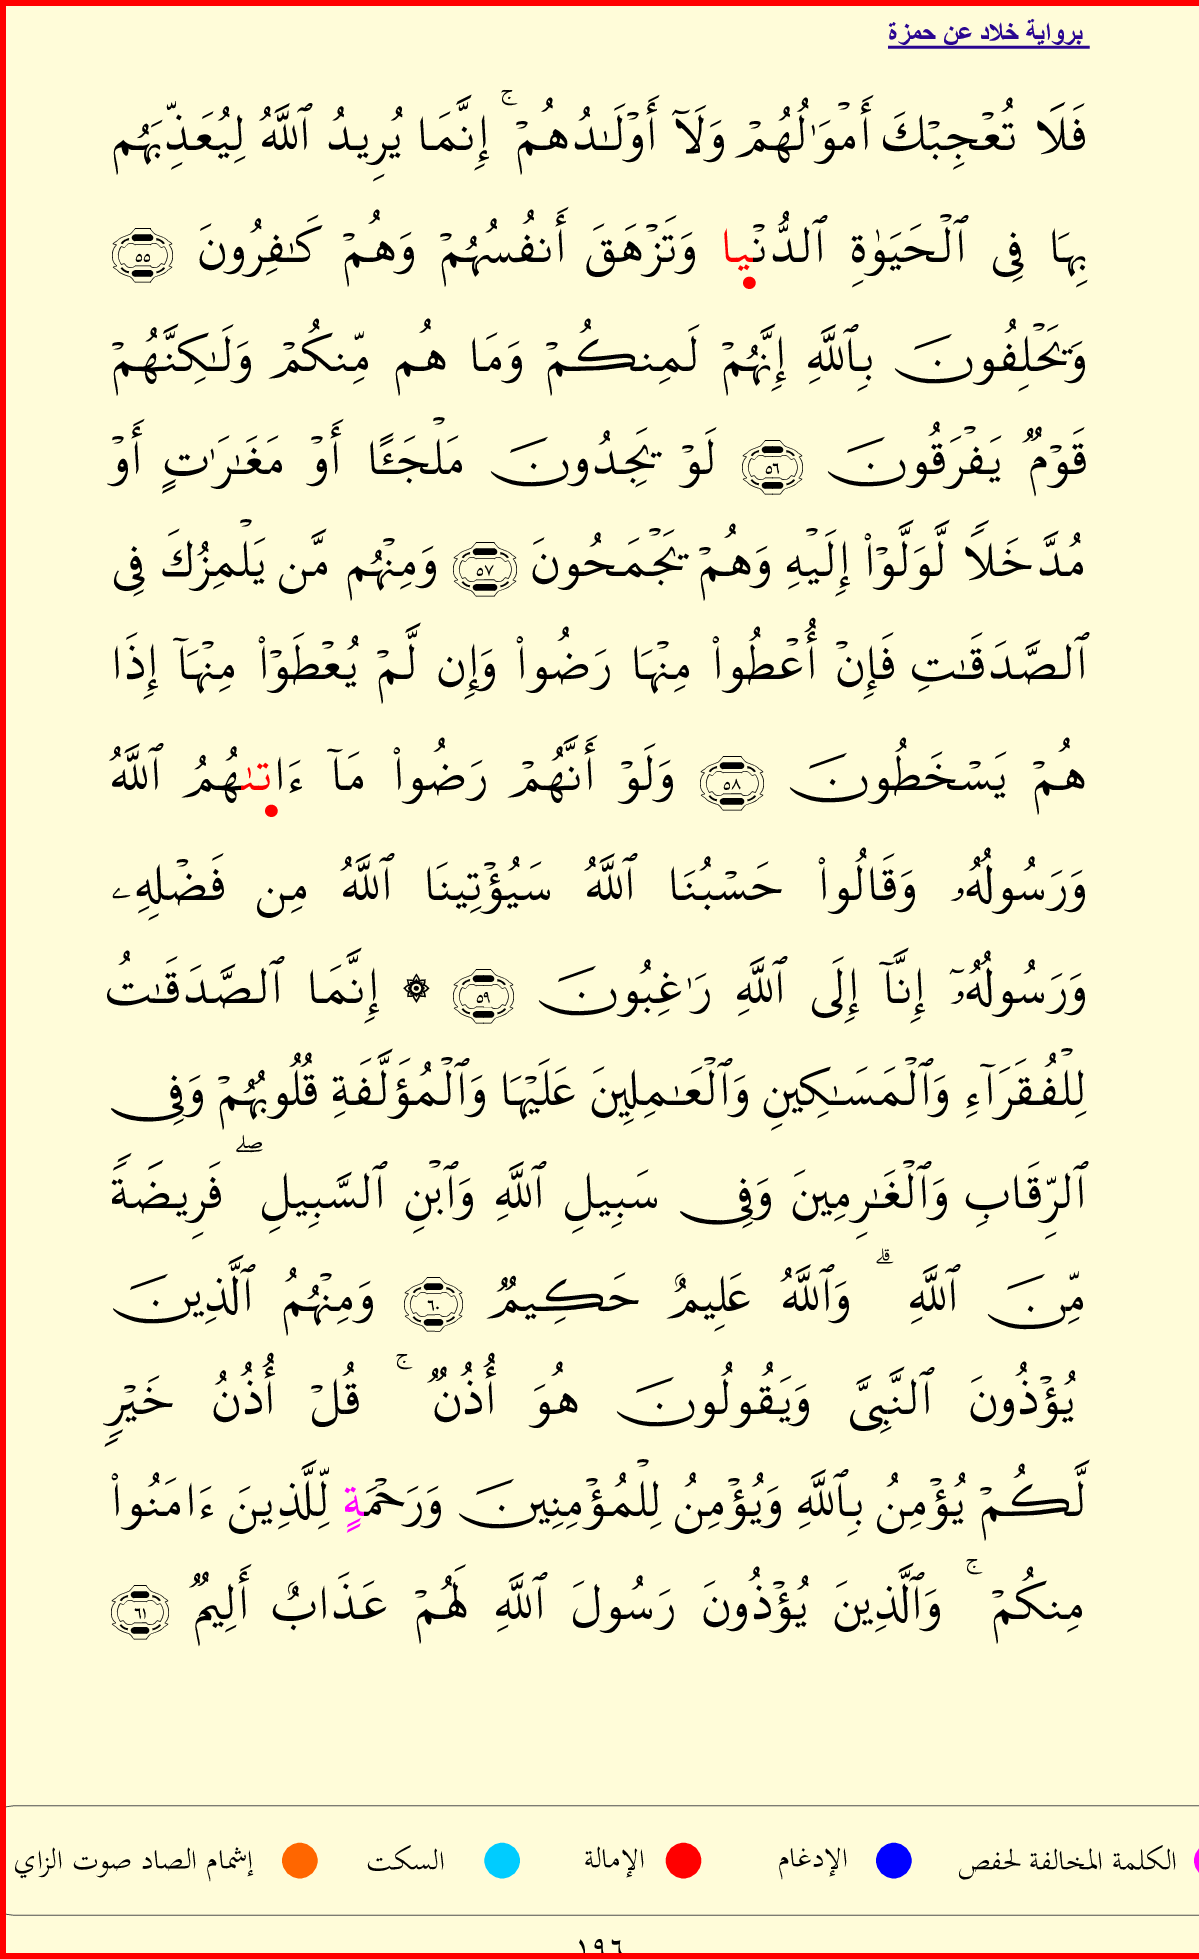 برواية خلاد عن حمزة
فَلَا تُعْجِبْكَ أَمْوَٰلُهُمْ وَلَآ أَوْلَـٰدُهُمْ ۚ إِنَّمَا يُرِيدُ ٱللَّهُ لِيُعَذِّبَهُم
بِهَا فِى ٱلْحَيَوٰةِ ٱلدُّنْيا وَتَزْهَقَ أَنفُسُهُمْ وَهُمْ كَـٰفِرُونَ ٥٥
وَيَحْلِفُونَ بِٱللَّهِ إِنَّهُمْ لَمِنكُمْ وَمَا هُم مِّنكُمْ وَلَـٰكِنَّهُمْ
قَوْمٌ يَفْرَقُونَ ٥٦ لَوْ يَجِدُونَ مَلْجَـًٔا أَوْ مَغَـٰرَٰتٍ أَوْ
مُدَّخَلًا لَّوَلَّوْا۟ إِلَيْهِ وَهُمْ يَجْمَحُونَ ٥٧ وَمِنْهُم مَّن يَلْمِزُكَ فِى
ٱلصَّدَقَـٰتِ فَإِنْ أُعْطُوا۟ مِنْهَا رَضُوا۟ وَإِن لَّمْ يُعْطَوْا۟ مِنْهَآ إِذَا
هُمْ يَسْخَطُونَ ٥٨ وَلَوْ أَنَّهُمْ رَضُوا۟ مَآ ءَاتىٰهُمُ ٱللَّهُ
وَرَسُولُهُۥ وَقَالُوا۟ حَسْبُنَا ٱللَّهُ سَيُؤْتِينَا ٱللَّهُ مِن فَضْلِهِۦ
وَرَسُولُهُۥٓ إِنَّآ إِلَى ٱللَّهِ رَٰغِبُونَ ٥٩ ۞ إِنَّمَا ٱلصَّدَقَـٰتُ
لِلْفُقَرَآءِ وَٱلْمَسَـٰكِينِ وَٱلْعَـٰمِلِينَ عَلَيْهَا وَٱلْمُؤَلَّفَةِ قُلُوبُهُمْ وَفِى
ٱلرِّقَابِ وَٱلْغَـٰرِمِينَ وَفِى سَبِيلِ ٱللَّهِ وَٱبْنِ ٱلسَّبِيلِ ۖ فَرِيضَةً
مِّنَ ٱللَّهِ ۗ وَٱللَّهُ عَلِيمٌ حَكِيمٌ ٦٠ وَمِنْهُمُ ٱلَّذِينَ
يُؤْذُونَ ٱلنَّبِىَّ وَيَقُولُونَ هُوَ أُذُنٌ ۚ قُلْ أُذُنُ خَيْرٍ
لَّكُمْ يُؤْمِنُ بِٱللَّهِ وَيُؤْمِنُ لِلْمُؤْمِنِينَ وَرَحْمَةٍ لِّلَّذِينَ ءَامَنُوا۟
مِنكُمْ ۚ وَٱلَّذِينَ يُؤْذُونَ رَسُولَ ٱللَّهِ لَهُمْ عَذَابٌ أَلِيمٌ ٦١
الكلمة المخالفة لحفص الإدغام الإمالة السكت إشمام الصاد صوت الزاي
١٩٦